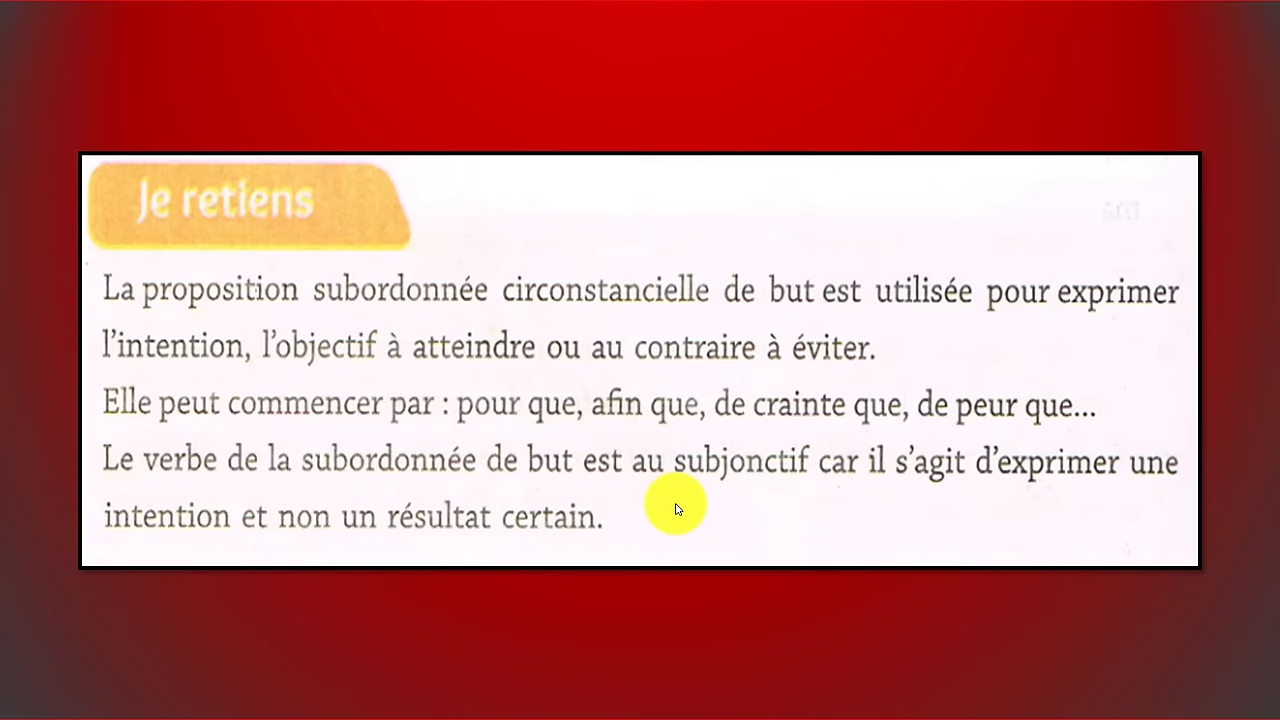 Je retiens
La proposition subordonnée circonstancielle de but est utilisée pour exprimer
l'intention, l'objectif à atteindre ou au contraire à éviter.
Elle peut commencer par : pour que, afin que, de crainte que, de peur que...
Le verbe de la subordonnée de but est au subjonctif car il s'agit d'exprimer une
intention et non un résultat certain.